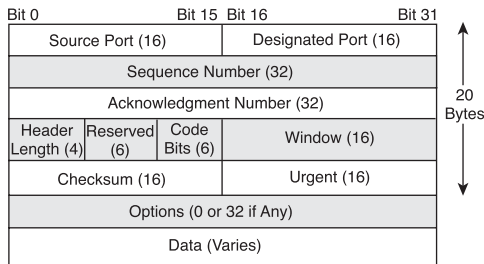 Bit 0 Bit 15 Bit 16 Bit 31
Source Port (16) Designated Port (16)
Sequence Number (32)
Acknowledgment Number (32)
20
Bytes
Header
Length (4)
Reserved
(6)
Code
Bits (6)
Window (16)
Checksum (16) Urgent (16)
Options (0 or 32 if Any)
Data (Varies)